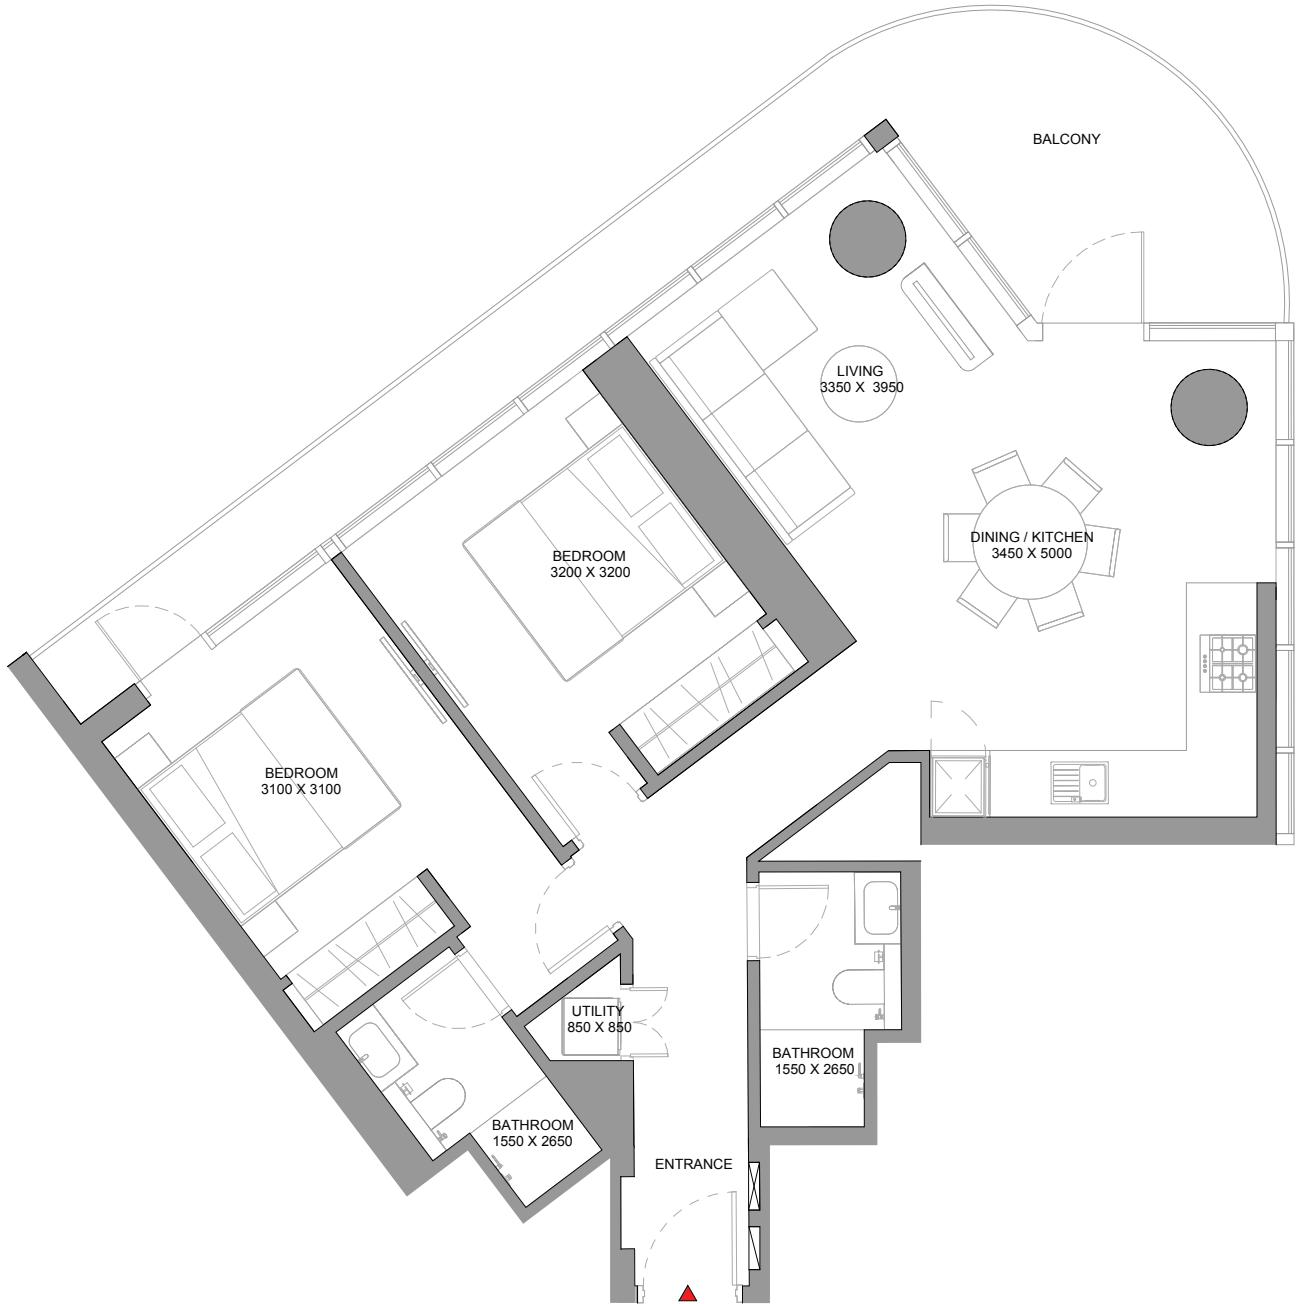 BALCONY
LIVING
3350 X 3950
DINING / KITCHEN
3450 X 5000
BEDROOM
3200 X 3200
BEDROOM
3100 X 3100
UTILITY
850 X 850
BATHROOM
1550 X 2650
BATHROOM
1550 X 2650
ENTRANCE